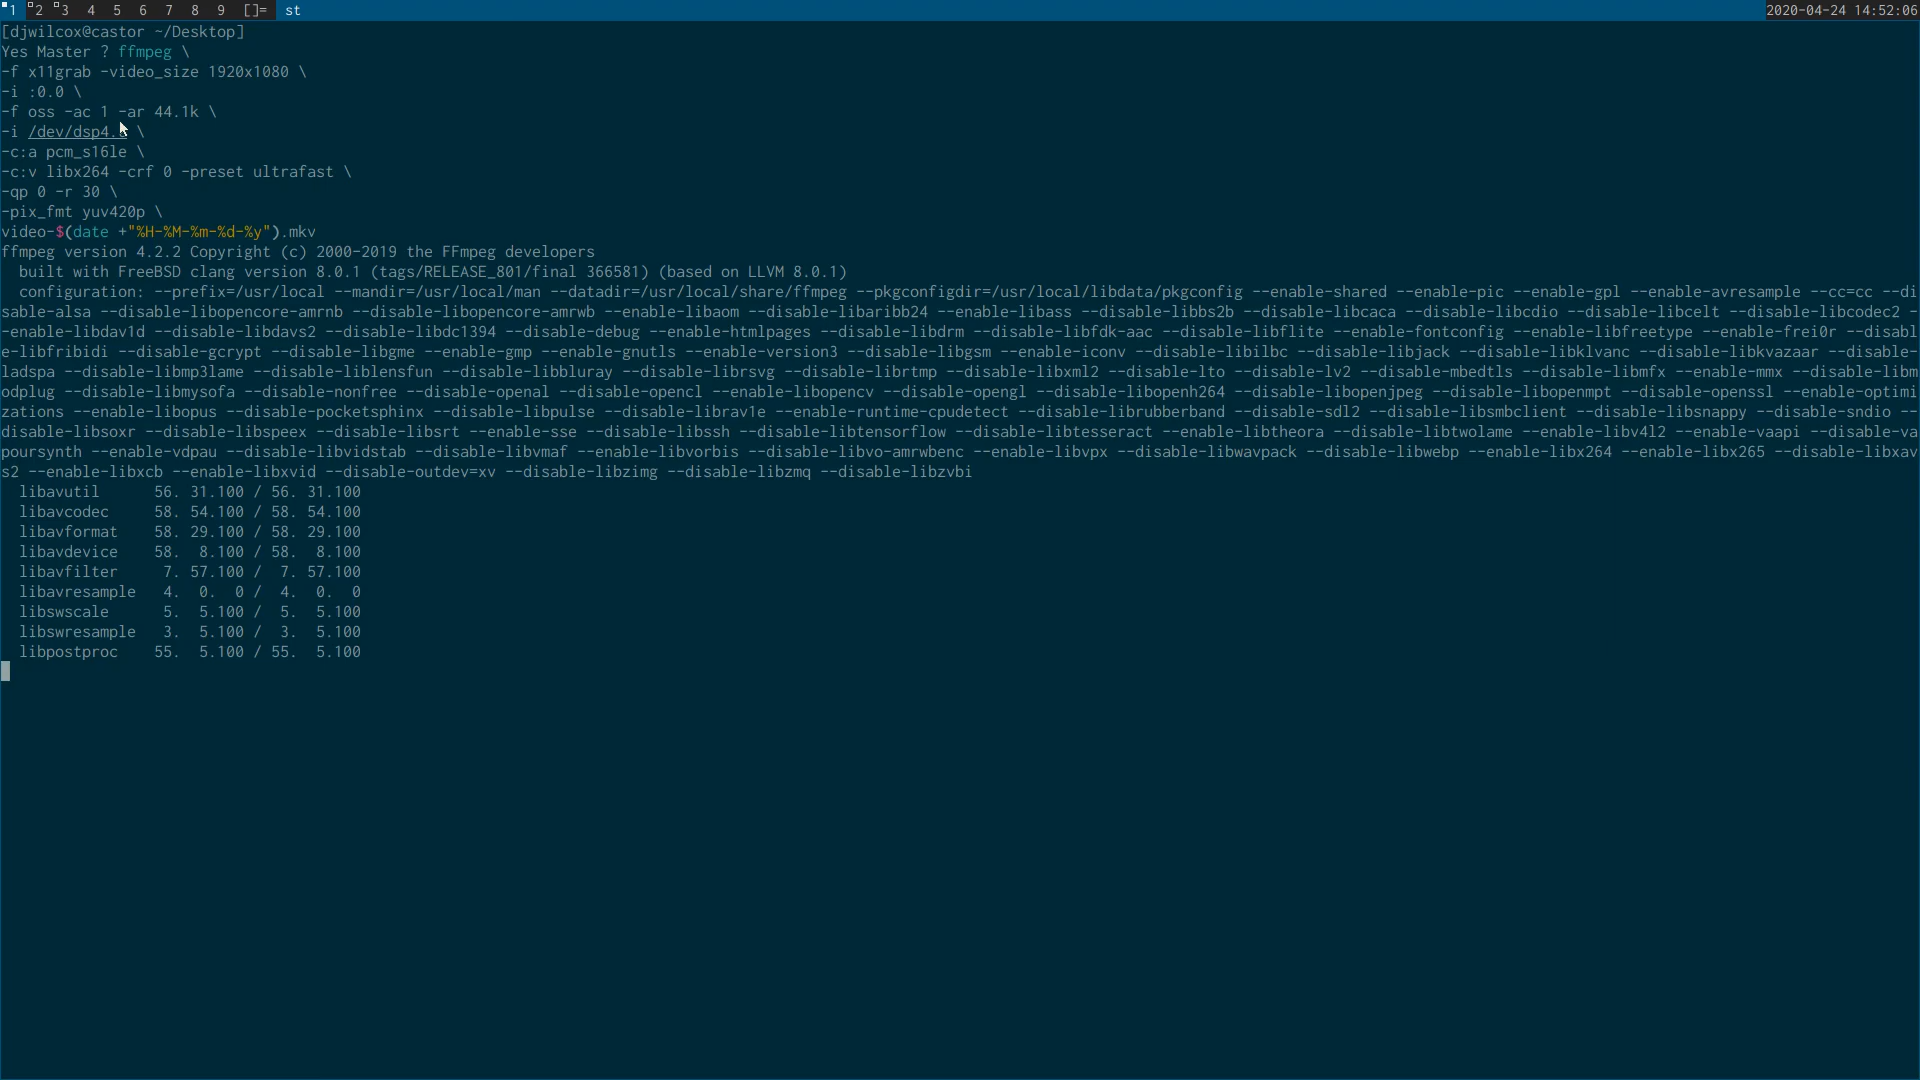 1 2 3 4 5 6 7 8 9 []= st 2020-04-24 14:52:06
[djwilcox@castor ~/Desktop]
Yes Master ? ffmpeg \
-f x11grab -video_size 1920x1080 \
-i :0.0 \
-f oss -ac 1 -ar 44.1k \
-i /dev/dsp4. \
-c:a pcm_s16le \
-c:v libx264 -crf 0 -preset ultrafast \
-qp 0 -r 30 \
-pix_fmt yuv420p \
video-$(date +"%H-%M-%m-%d-%y").mkv
ffmpeg version 4.2.2 Copyright (c) 2000-2019 the FFmpeg developers
  built with FreeBSD clang version 8.0.1 (tags/RELEASE_801/final 366581) (based on LLVM 8.0.1)
  configuration: --prefix=/usr/local --mandir=/usr/local/man --datadir=/usr/local/share/ffmpeg --pkgconfigdir=/usr/local/libdata/pkgconfig --enable-shared --enable-pic --enable-gpl --enable-avresample --cc=cc --di
sable-alsa --disable-libopencore-amrnb --disable-libopencore-amrwb --enable-libaom --disable-libaribb24 --enable-libass --disable-libbs2b --disable-libcaca --disable-libcdio --disable-libcelt --disable-libcodec2 -
-enable-libdav1d --disable-libdavs2 --disable-libdc1394 --disable-debug --enable-htmlpages --disable-libdrm --disable-libfdk-aac --disable-libflite --enable-fontconfig --enable-libfreetype --enable-frei0r --disabl
e-libfribidi --disable-gcrypt --disable-libgme --enable-gmp --enable-gnutls --enable-version3 --disable-libgsm --enable-iconv --disable-libilbc --disable-libjack --disable-libklvanc --disable-libkvazaar --disable-
ladspa --disable-libmp3lame --disable-liblensfun --disable-libbluray --disable-librsvg --disable-librtmp --disable-libxml2 --disable-lto --disable-lv2 --disable-mbedtls --disable-libmfx --enable-mmx --disable-libm
odplug --disable-libmysofa --disable-nonfree --disable-openal --disable-opencl --enable-libopencv --disable-opengl --disable-libopenh264 --disable-libopenjpeg --disable-libopenmpt --disable-openssl --enable-optimi
zations --enable-libopus --disable-pocketsphinx --disable-libpulse --disable-librav1e --enable-runtime-cpudetect --disable-librubberband --disable-sdl2 --disable-libsmbclient --disable-libsnappy --disable-sndio --
disable-libsoxr --disable-libspeex --disable-libsrt --enable-sse --disable-libssh --disable-libtensorflow --disable-libtesseract --enable-libtheora --disable-libtwolame --enable-libv4l2 --enable-vaapi --disable-va
poursynth --enable-vdpau --disable-libvidstab --disable-libvmaf --enable-libvorbis --disable-libvo-amrwbenc --enable-libvpx --disable-libwavpack --disable-libwebp --enable-libx264 --enable-libx265 --disable-libxav
s2 --enable-libxcb --enable-libxvid --disable-outdev=xv --disable-libzimg --disable-libzmq --disable-libzvbi
  libavutil      56. 31.100 / 56. 31.100
  libavcodec     58. 54.100 / 58. 54.100
  libavformat    58. 29.100 / 58. 29.100
  libavdevice    58.  8.100 / 58.  8.100
  libavfilter     7. 57.100 /  7. 57.100
  libavresample   4.  0.  0 /  4.  0.  0
  libswscale      5.  5.100 /  5.  5.100
  libswresample   3.  5.100 /  3.  5.100
  libpostproc    55.  5.100 / 55.  5.100